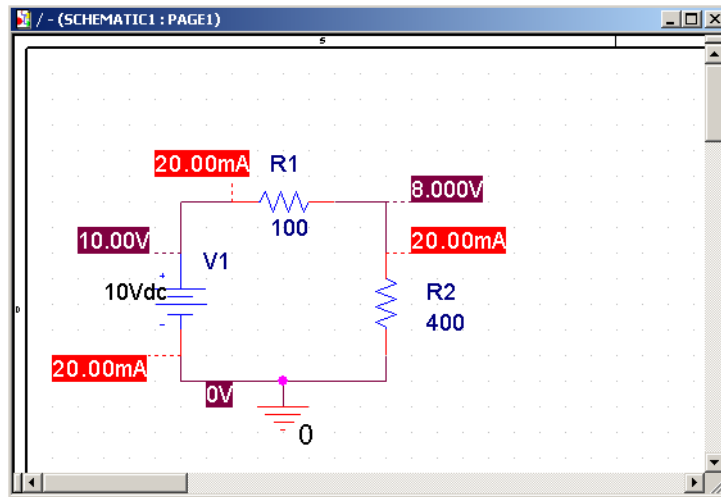 / - (SCHEMATIC1 : PAGE1)
5
20.00mA
R1
8.000V
100
10.00V
20.00mA
V1
+
10Vdc
R2
400
-
D
20.00mA
0V
0